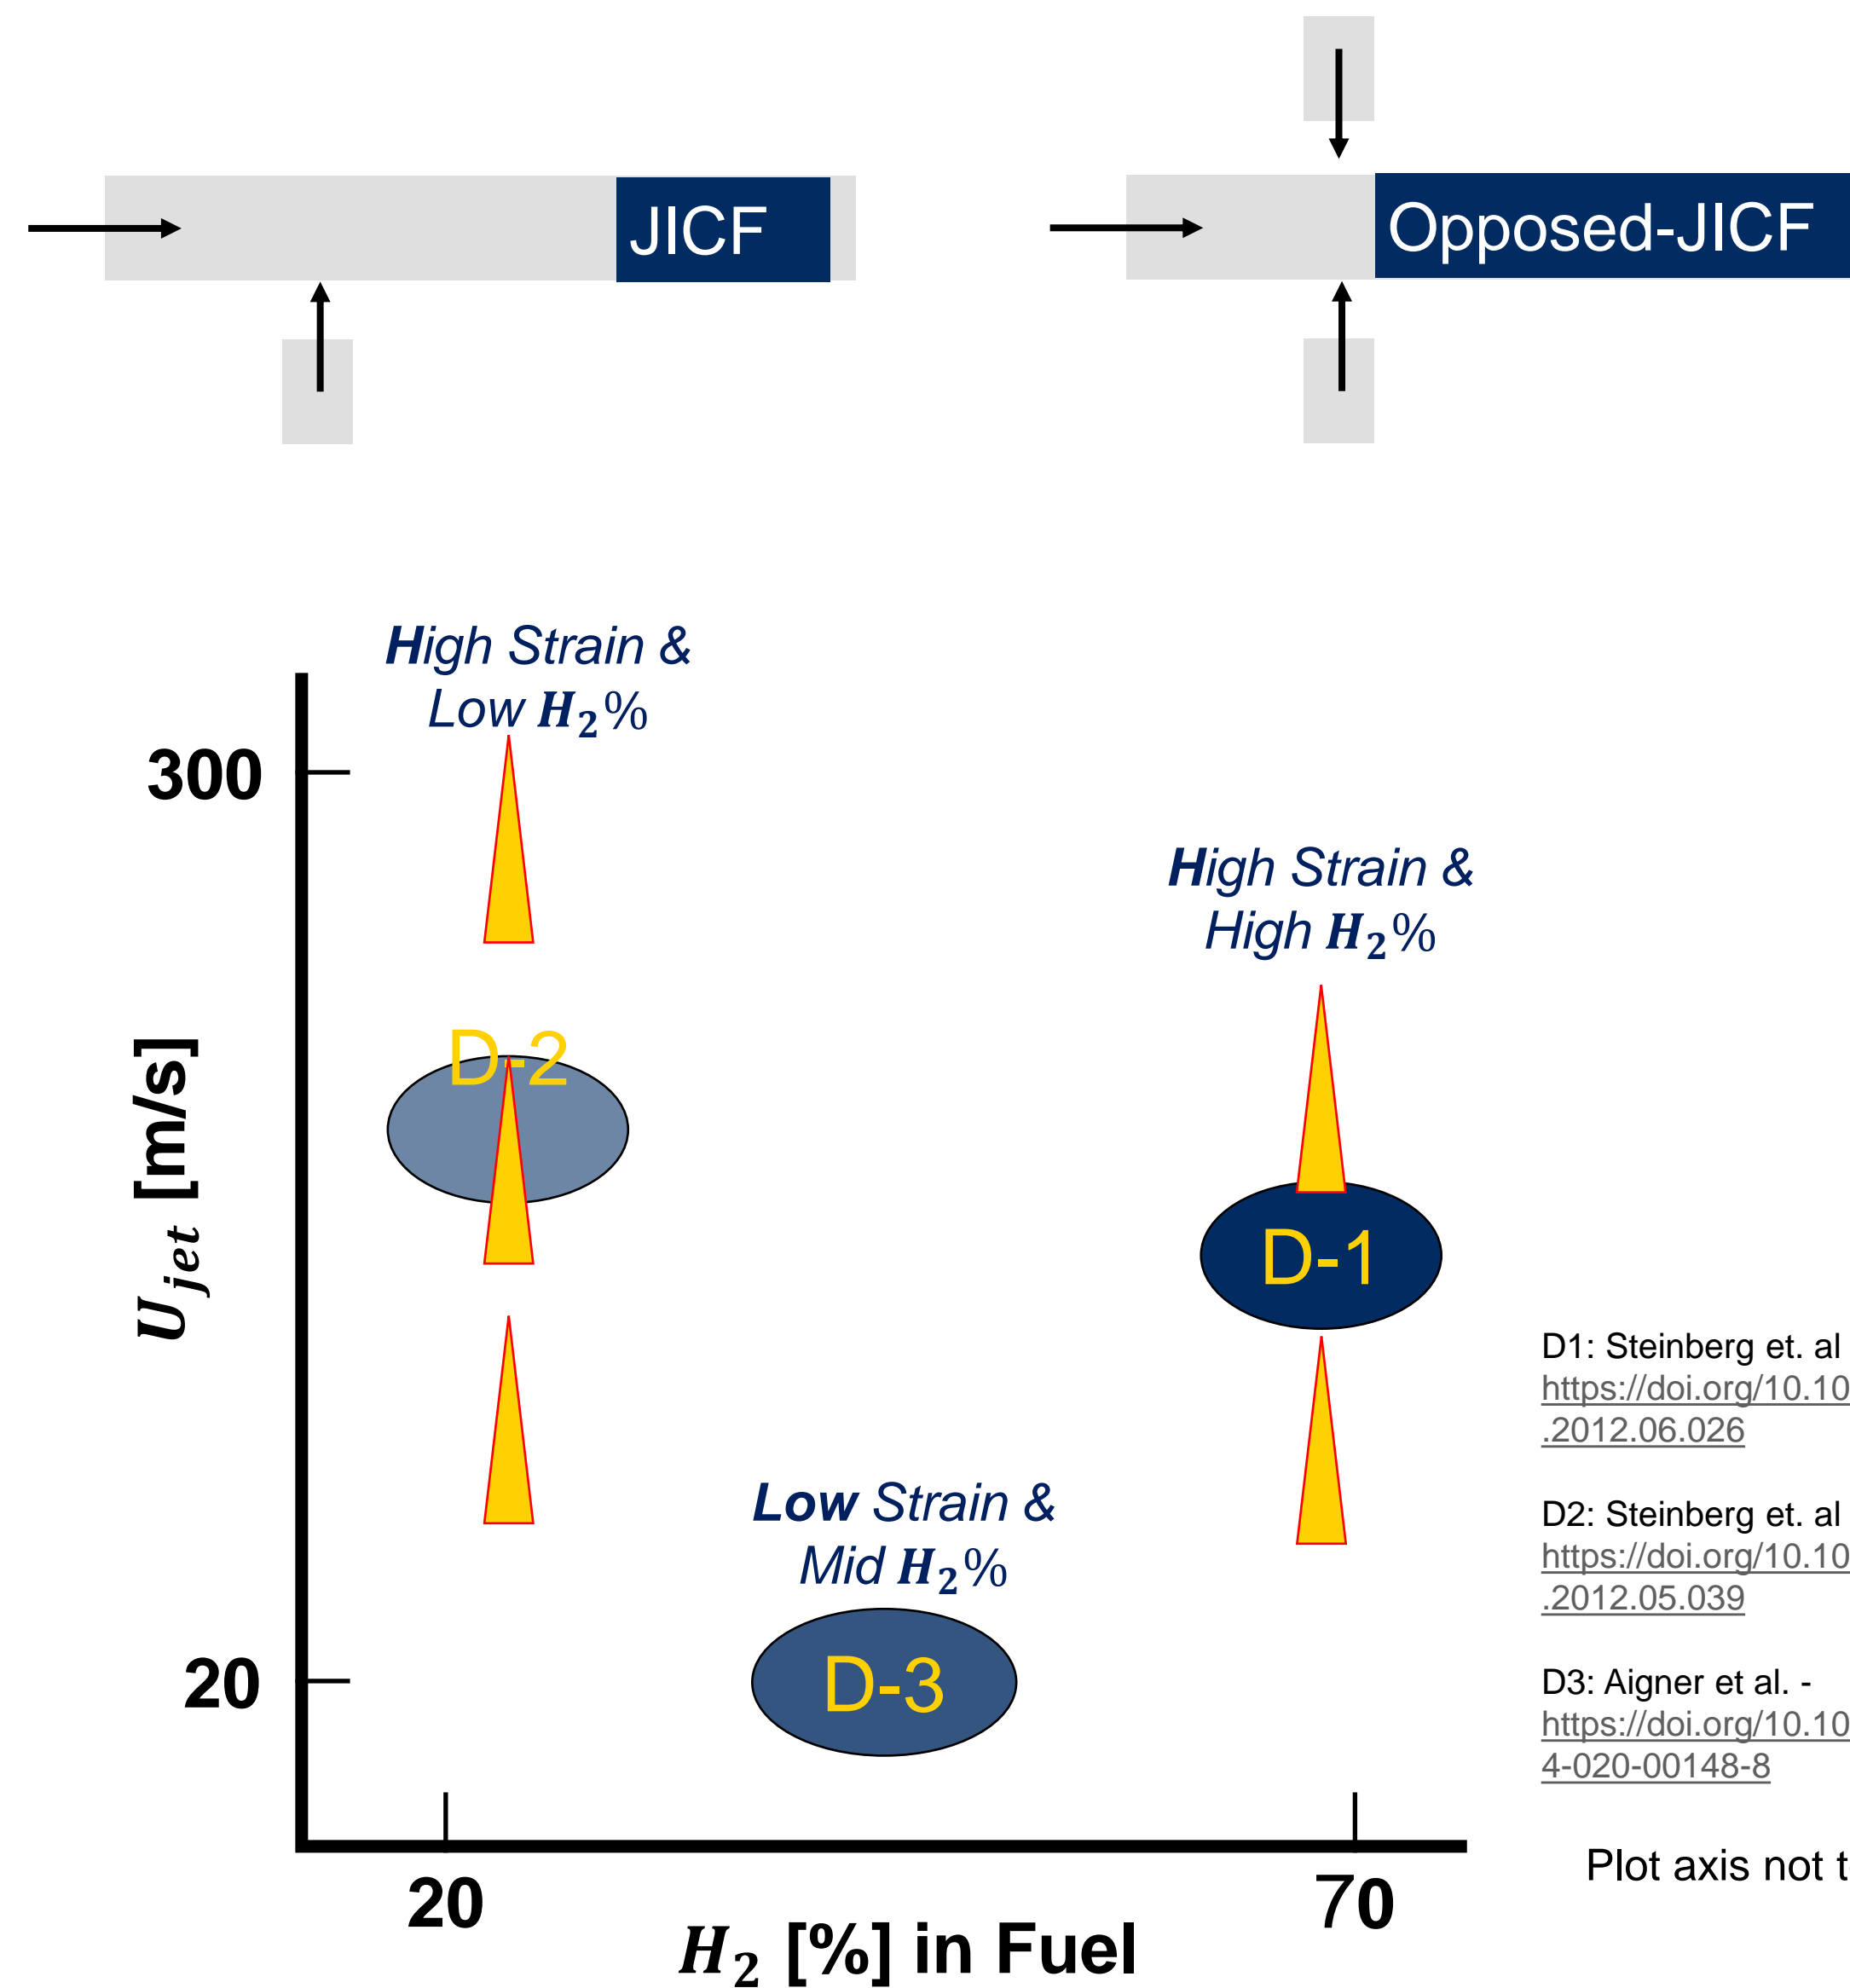 JICF
Opposed-JICF
High Strain &
Low H₂%
300
High Strain &
High H₂%
D-2
U_jet [m/s]
D-1
D1: Steinberg et. al
https://doi.org/10.10
.2012.06.026
Low Strain &
Mid H₂%
D2: Steinberg et. al
https://doi.org/10.10
.2012.05.039
20
D-3
D3: Aigner et al. -
https://doi.org/10.10
4-020-00148-8
Plot axis not t
20
70
H₂ [%] in Fuel